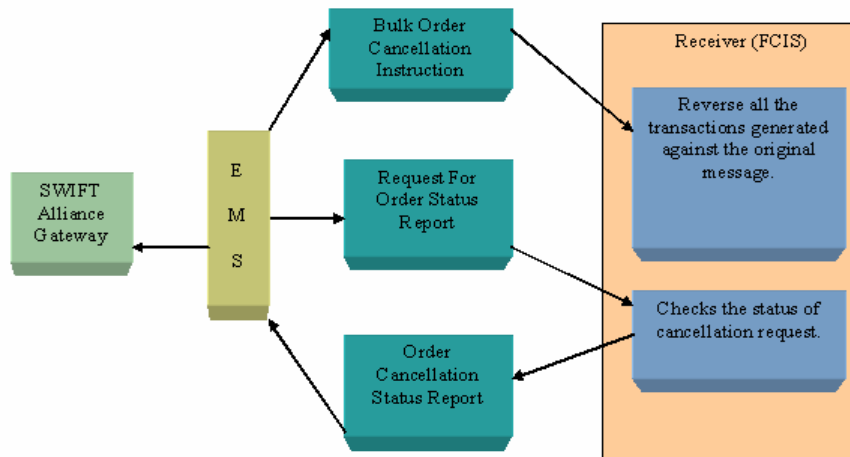 Bulk Order
Cancellation
Instruction
Receiver (FCIS)
Reverse all the
transactions generated
against the original
message.
E
M
S
SWIFT
Alliance
Gateway
Request For
Order Status
Report
Checks the status of
cancellation request.
Order
Cancellation
Status Report